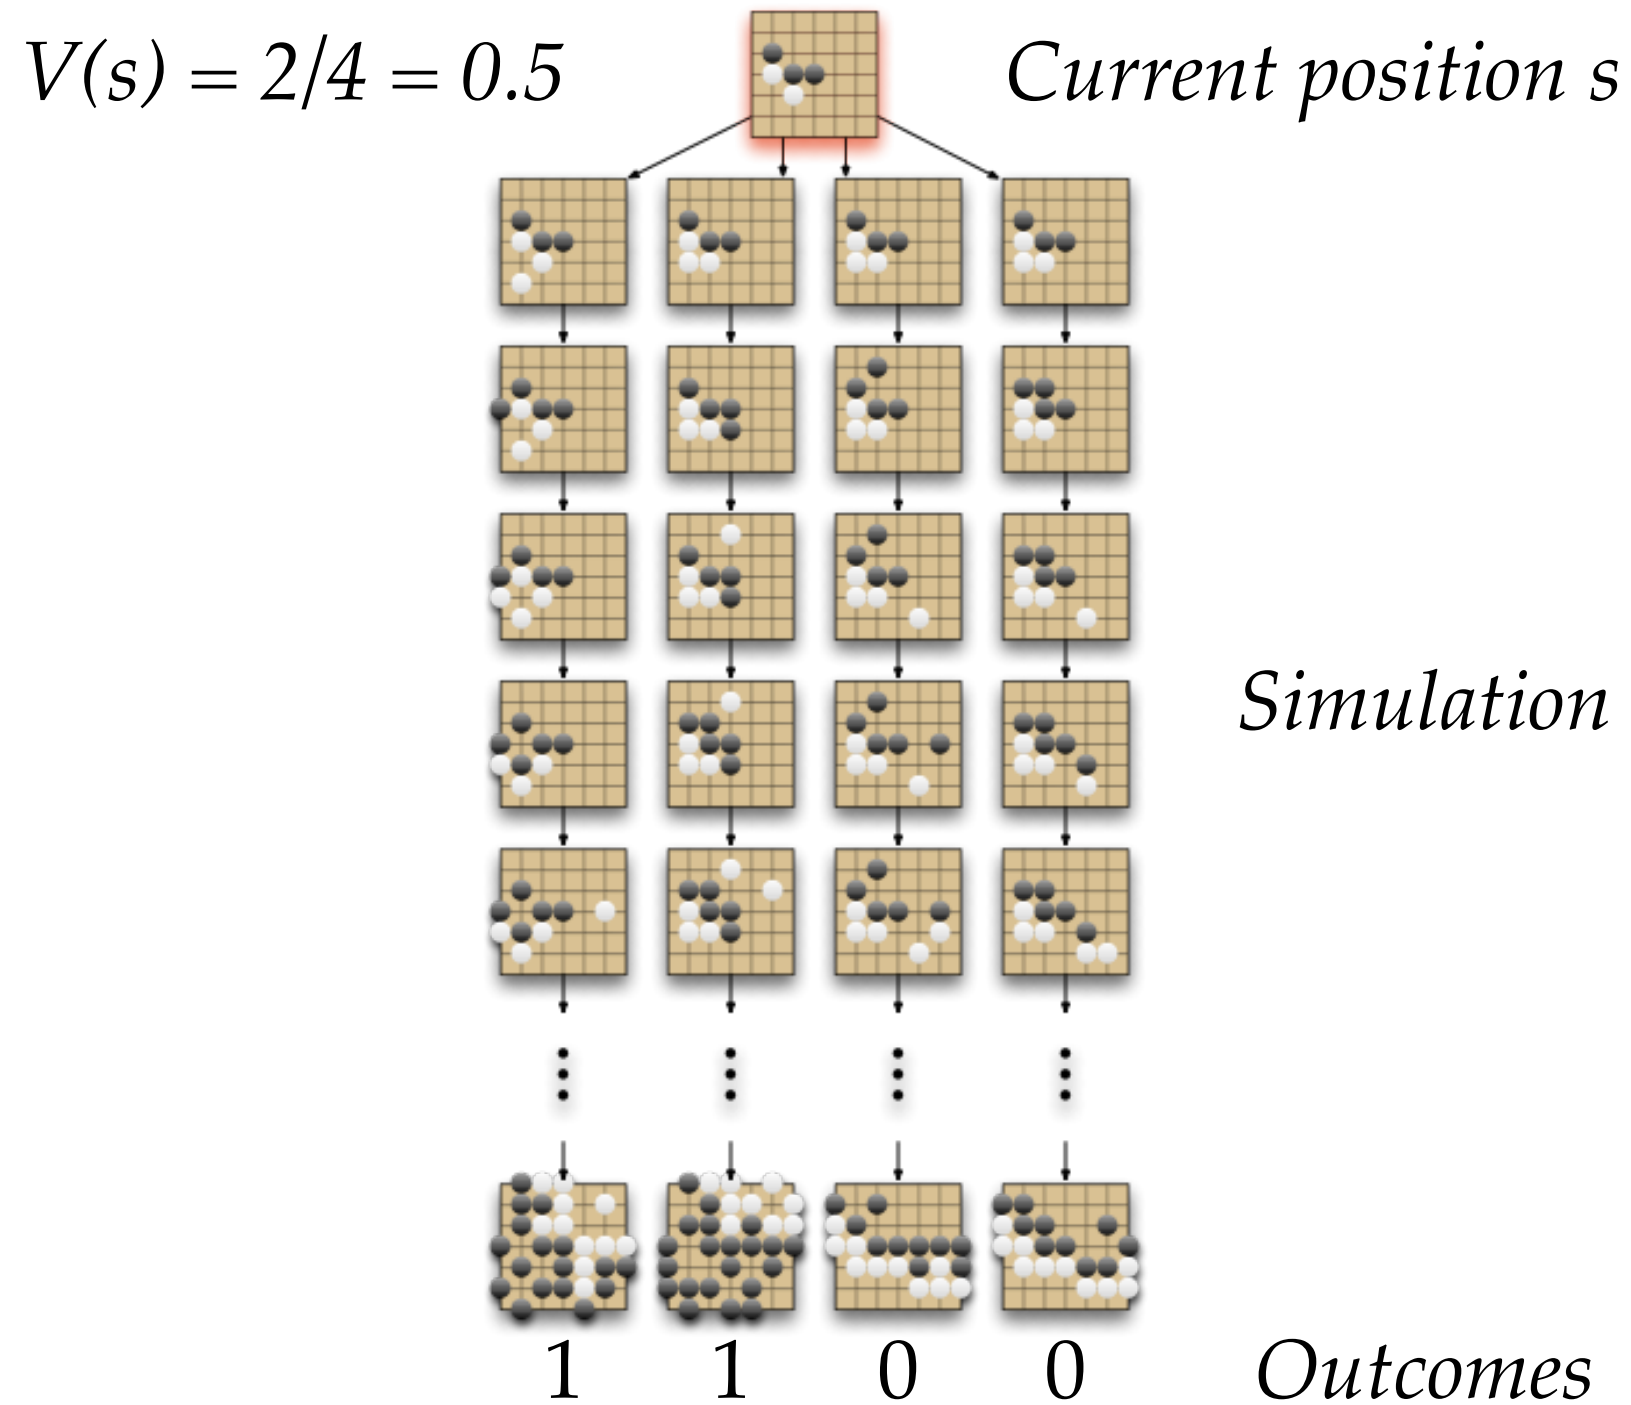 V(s) = 2/4 = 0.5
Current position s
Simulation
1 1 0 0
Outcomes